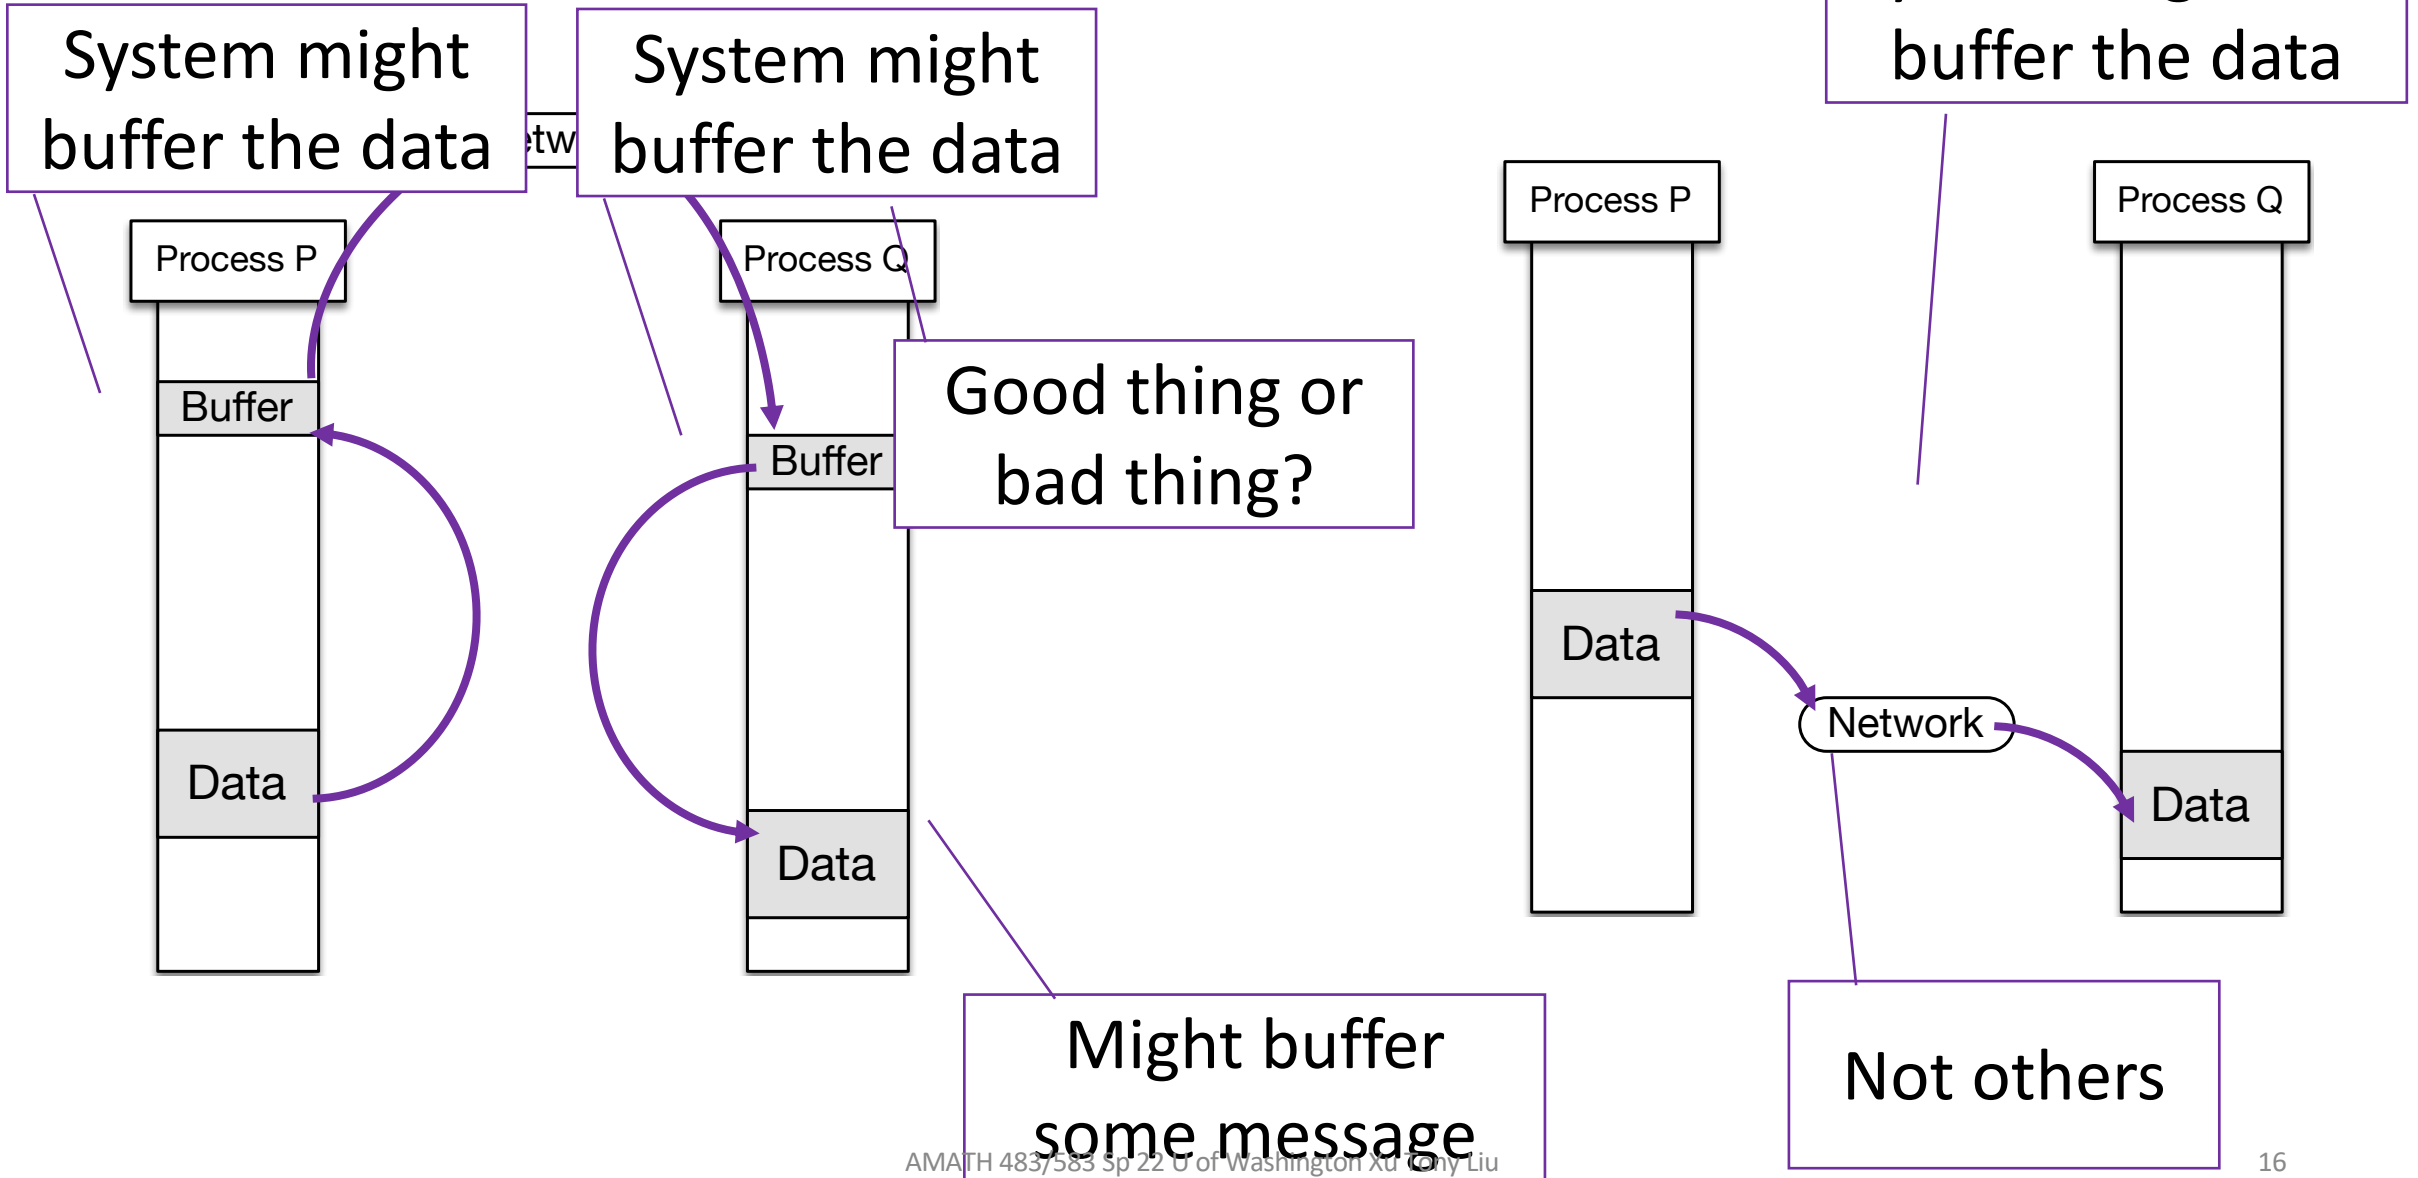 System might
buffer the data
System might
buffer the data
buffer the data
etw
Process P
Process Q
Buffer
Buffer
Data
Data
Good thing or
bad thing?
Process P
Process Q
Data
Network
Data
Might buffer
some message
Not others
AMATH 483/583 Sp 22 U of Washington Xu Tony Liu
16